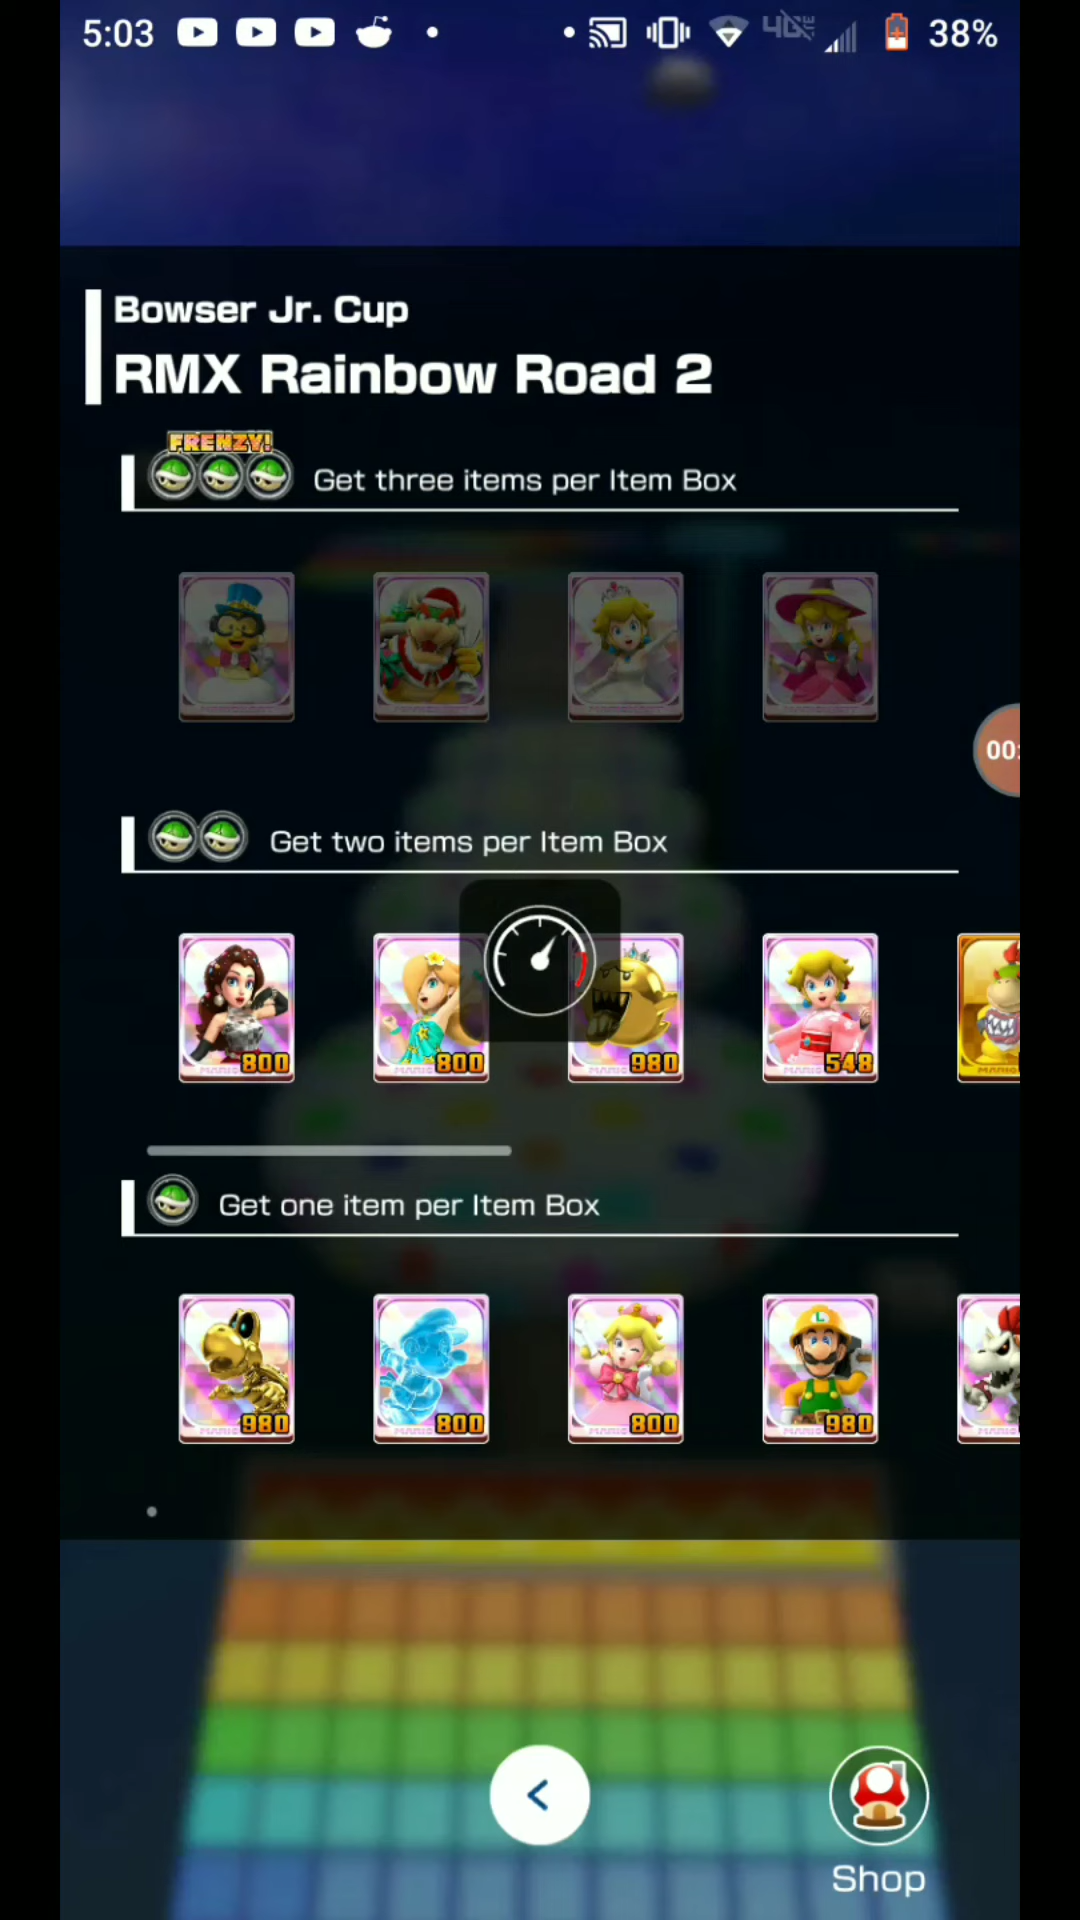 5:03 4G 38%
Bowser Jr. Cup
RMX Rainbow Road 2
FRENZY!
Get three items per Item Box
00:
Get two items per Item Box
800 800 980 548
Get one item per Item Box
980 800 800 980
L
Shop